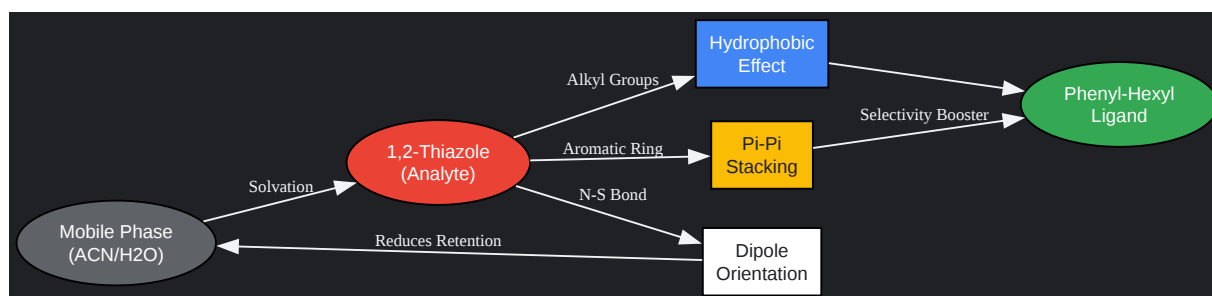 Hydrophobic
Effect
Alkyl Groups
Phenyl-Hexyl
Ligand
Selectivity Booster
1,2-Thiazole
(Analyte)
Aromatic Ring
Pi-Pi
Stacking
Solvation
N-S Bond
Mobile Phase
(ACN/H2O)
Reduces Retention
Dipole
Orientation